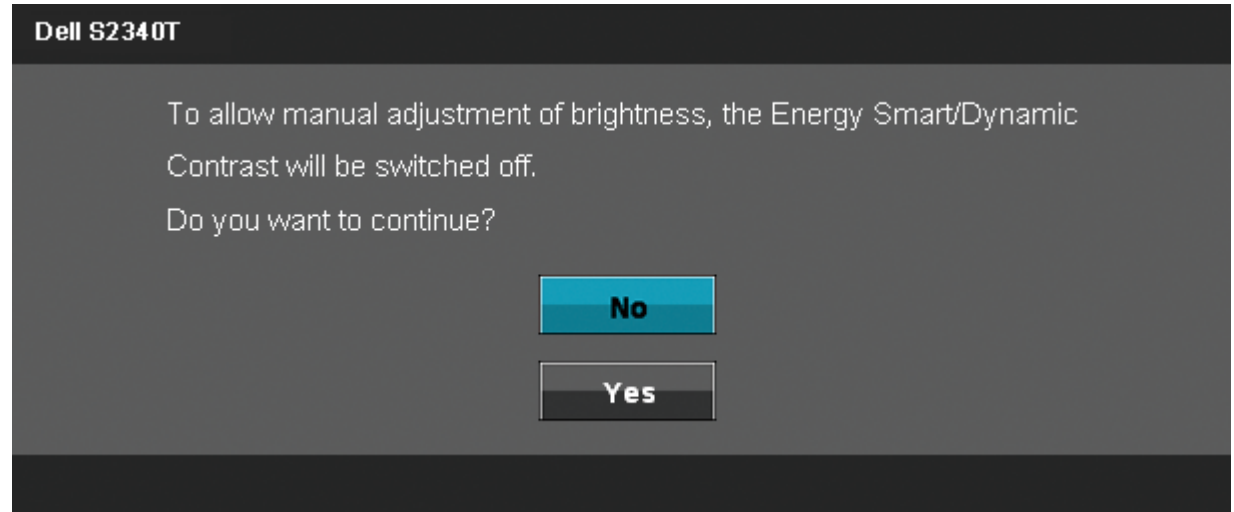 Dell S2340T
To allow manual adjustment of brightness, the Energy Smart/Dynamic
Contrast will be switched off.
Do you want to continue?
No
Yes